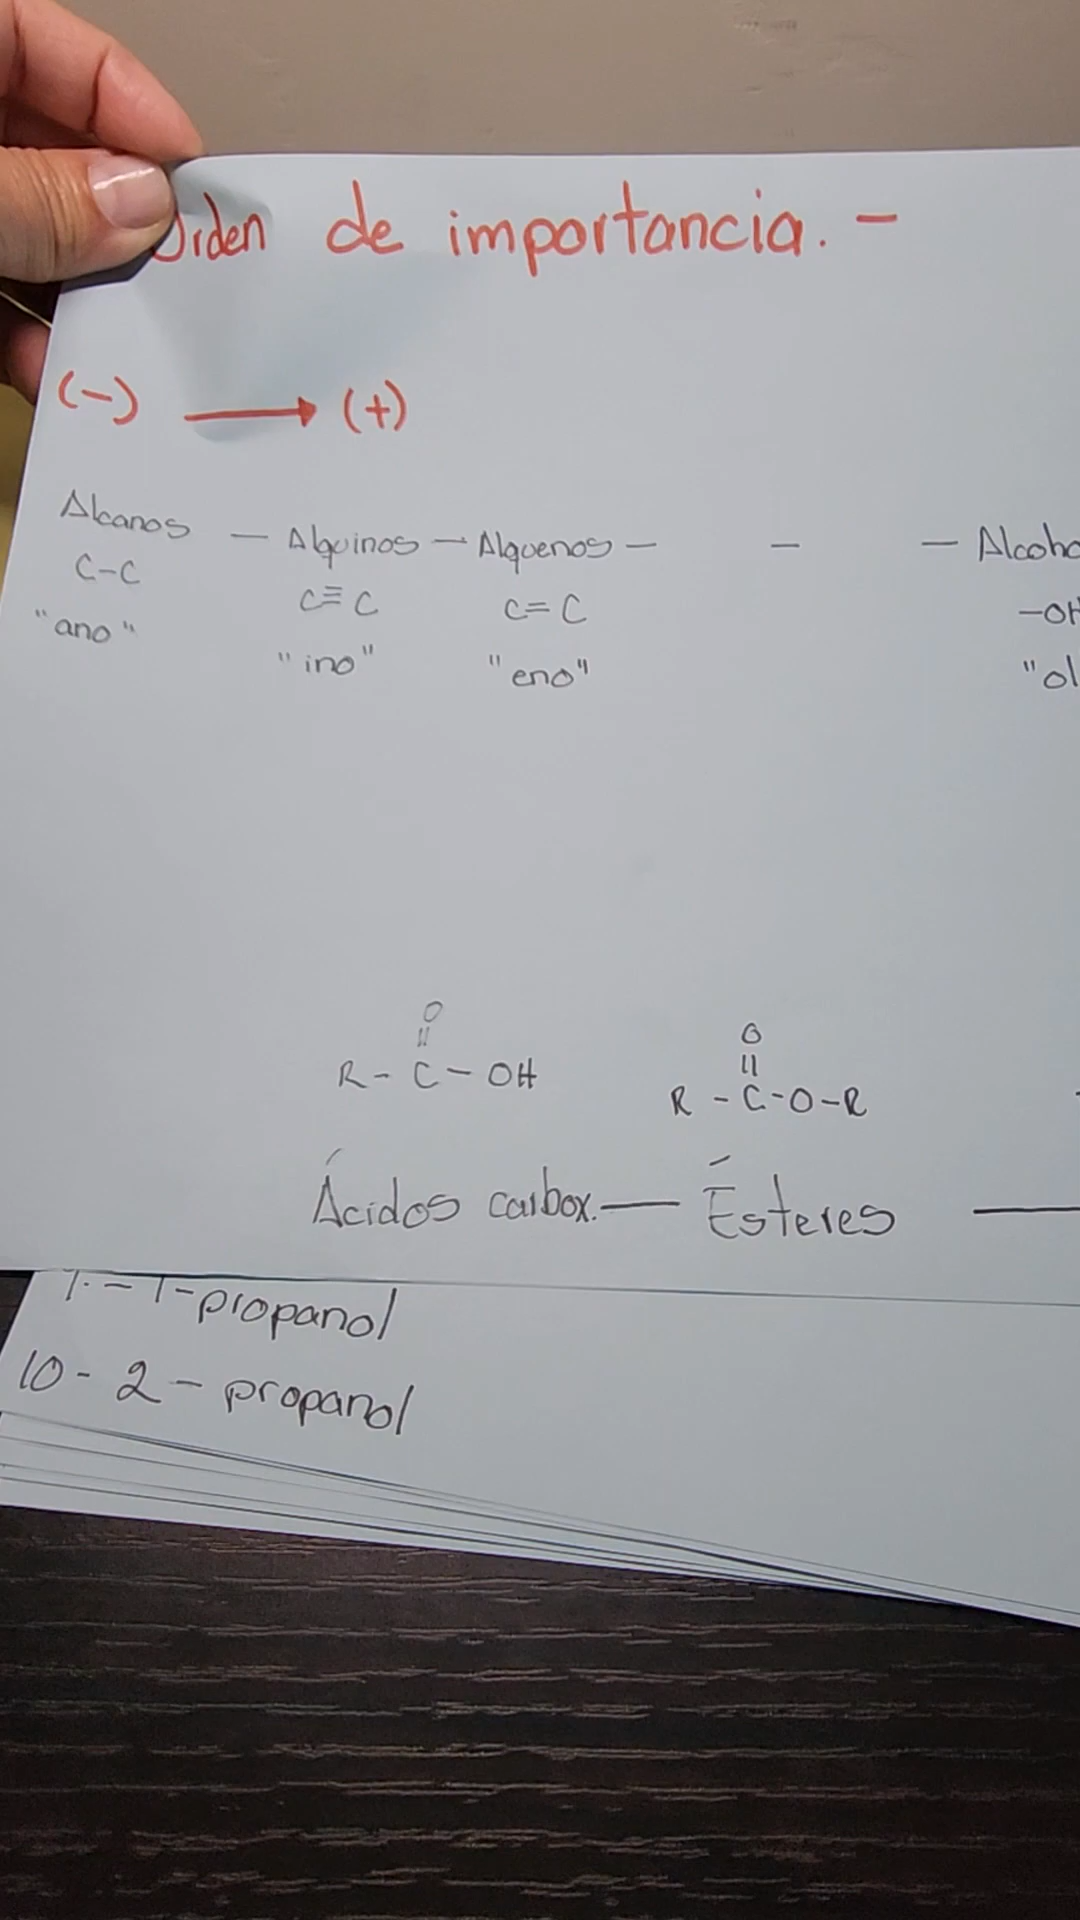 Orden de importancia. -
(-) → (+)
Alcanos - Alquinos - Alquenos - - - Alcoho
C-C C≡C C=C -OH
"ano" "ino" "eno" "ol
O O
|| ||
R - C - OH R - C - O - R
Ácidos carbox. — Ésteres —
1-propanol
10 - 2 - propanol